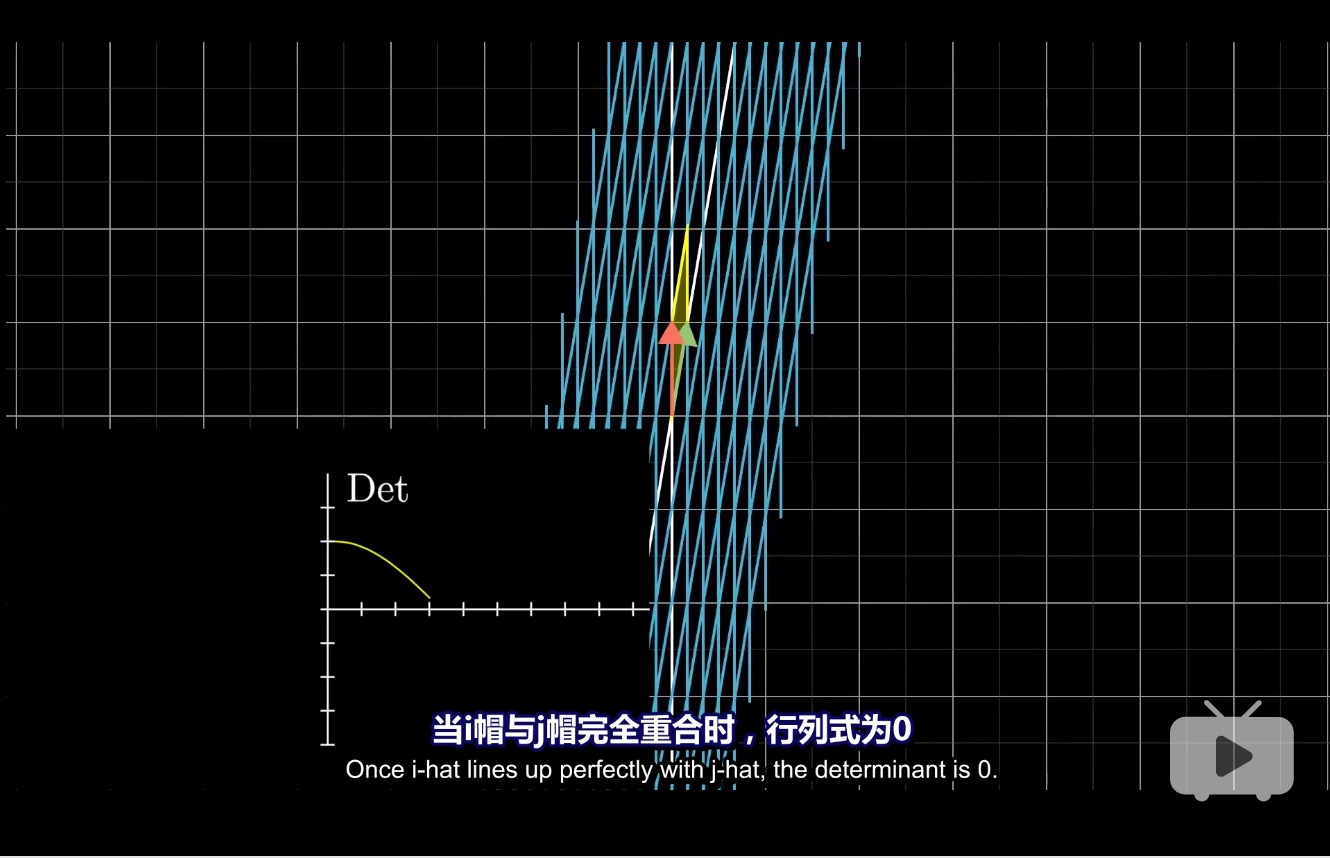 Det
当i帽与j帽完全重合时，行列式为0
Once i-hat lines up perfectly with j-hat, the determinant is 0.